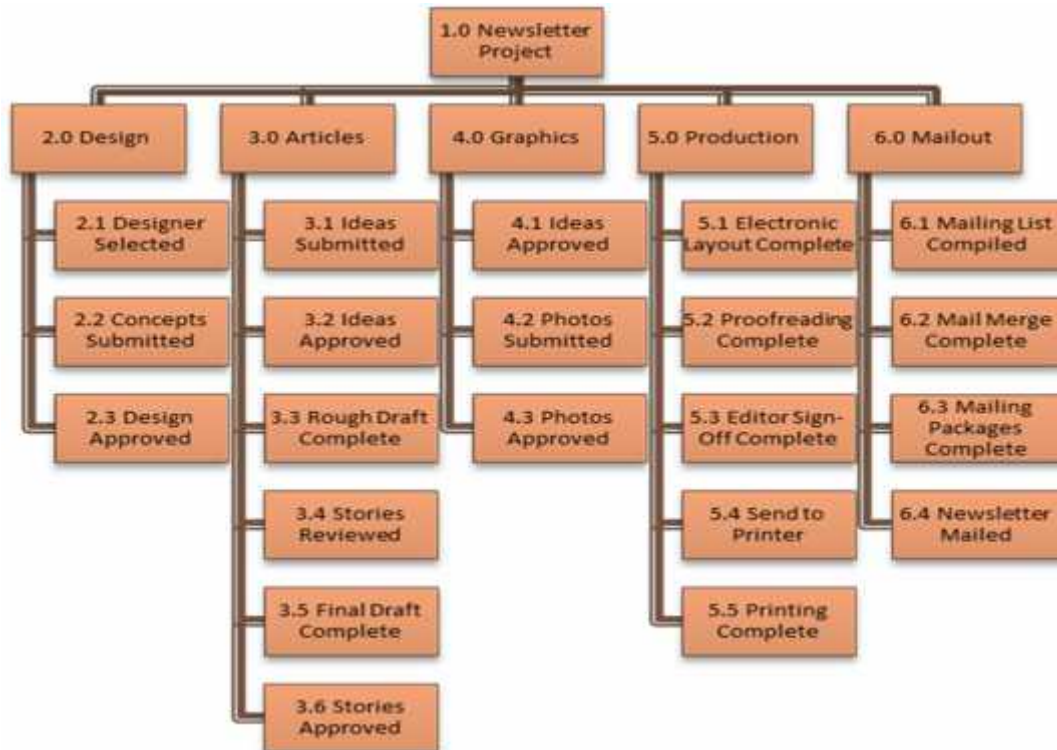 1.0 Newsletter
Project
2.0 Design
3.0 Articles
4.0 Graphics
5.0 Production
6.0 Mailout
2.1 Designer
Selected
2.2 Concepts
Submitted
2.3 Design
Approved
3.1 Ideas
Submitted
3.2 Ideas
Approved
3.3 Rough Draft
Complete
3.4 Stories
Reviewed
3.5 Final Draft
Complete
3.6 Stories
Approved
4.1 Ideas
Approved
4.2 Photos
Submitted
4.3 Photos
Approved
5.1 Electronic
Layout Complete
5.2 Proofreading
Complete
5.3 Editor Sign-
Off Complete
5.4 Send to
Printer
5.5 Printing
Complete
6.1 Mailing List
Compiled
6.2 Mail Merge
Complete
6.3 Mailing
Packages
Complete
6.4 Newsletter
Mailed